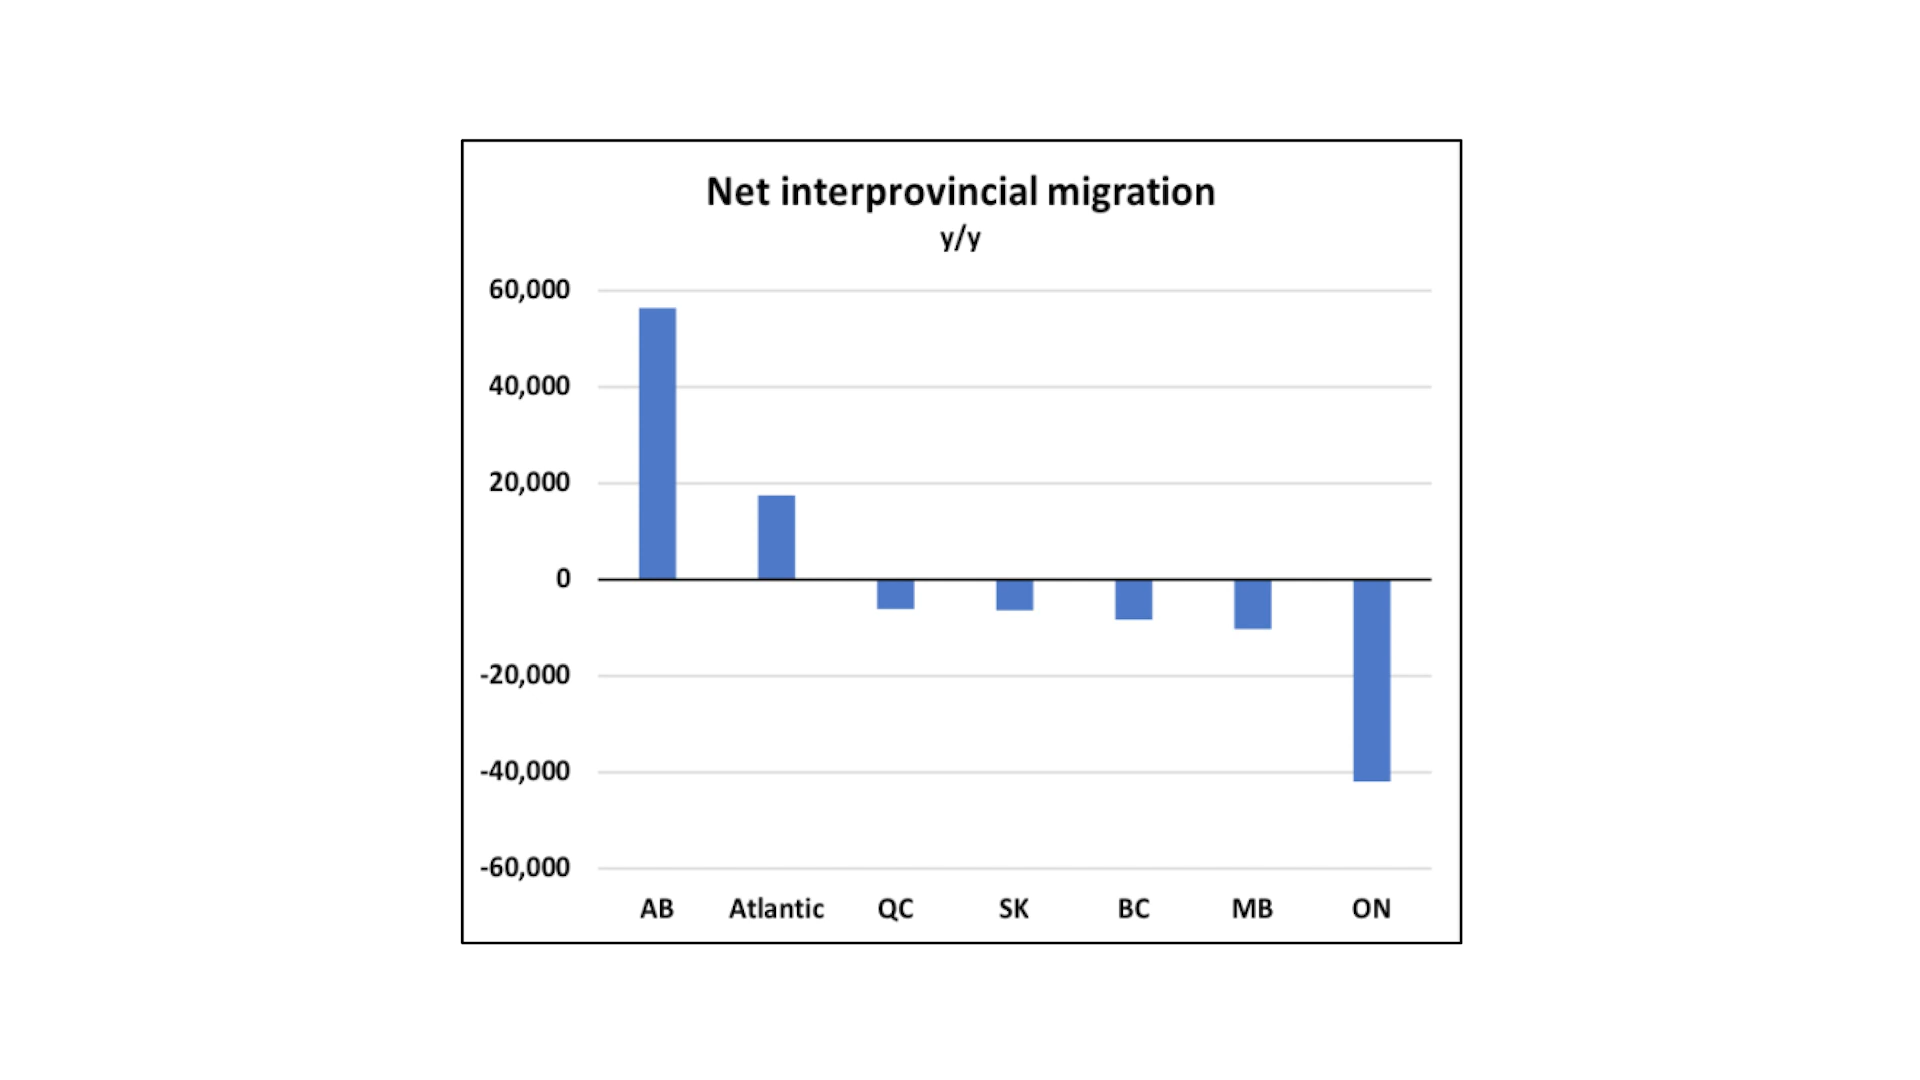 Net interprovincial migration
y/y
60,000
40,000
20,000
0
-20,000
-40,000
-60,000
AB Atlantic QC SK BC MB ON